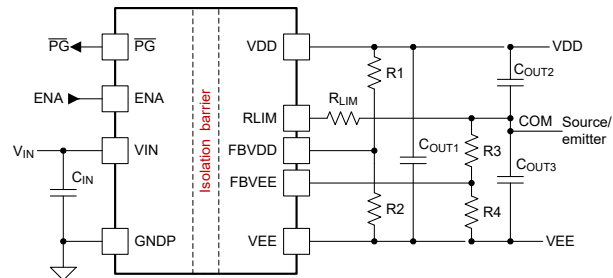 PG PG VDD VDD
R1 COUT2
ENA ENA
RLIM RLIM COM Source/
emitter
VIN VIN FBVDD COUT1 R3 COUT3
CIN FBVEE
R2 R4
GNDP VEE VEE
Isolation barrier